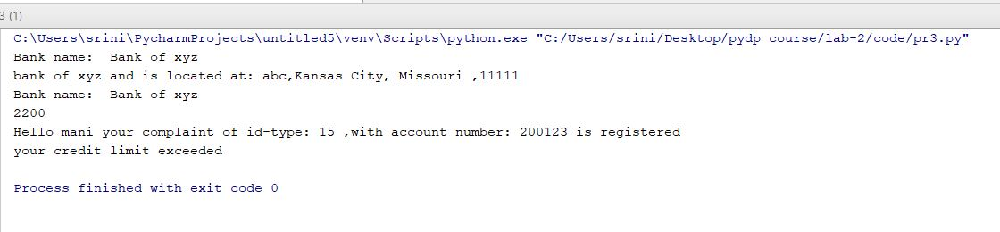 3 (1)
C:\Users\srini\PycharmProjects\untitled5\venv\Scripts\python.exe "C:/Users/srini/Desktop/pydp course/lab-2/code/pr3.py"
Bank name:  Bank of xyz
bank of xyz and is located at: abc,Kansas City, Missouri ,11111
Bank name:  Bank of xyz
2200
Hello mani your complaint of id-type: 15 ,with account number: 200123 is registered
your credit limit exceeded
Process finished with exit code 0